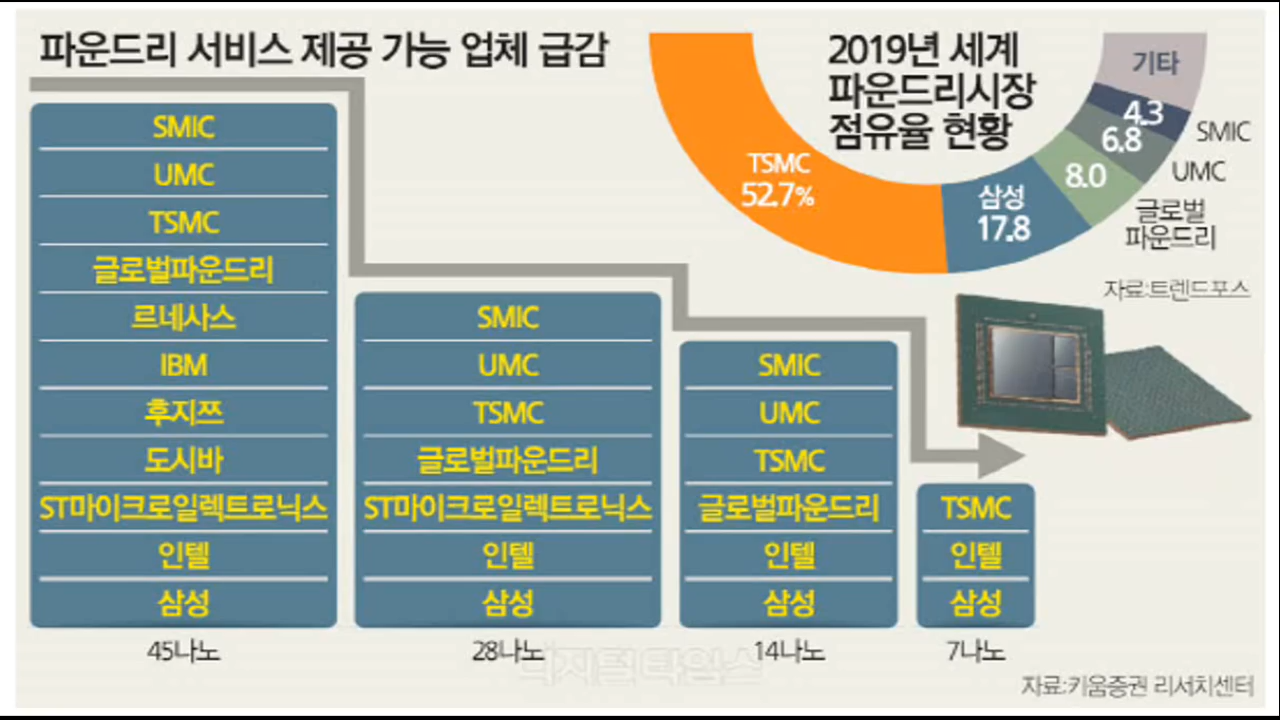 파운드리 서비스 제공 가능 업체 급감
SMIC
UMC
TSMC
글로벌파운드리
르네사스
IBM
후지쯔
도시바
ST마이크로일렉트로닉스
인텔
삼성
45나노
SMIC
UMC
TSMC
글로벌파운드리
ST마이크로일렉트로닉스
인텔
삼성
28나노
SMIC
UMC
TSMC
글로벌파운드리
인텔
삼성
14나노
TSMC
인텔
삼성
7나노
2019년 세계
파운드리시장
점유율 현황
TSMC
52.7%
삼성
17.8
8.0
글로벌
파운드리
6.8
UMC
4.3
SMIC
기타
자료:트렌드포스
디지털타임스
자료:키움증권 리서치센터